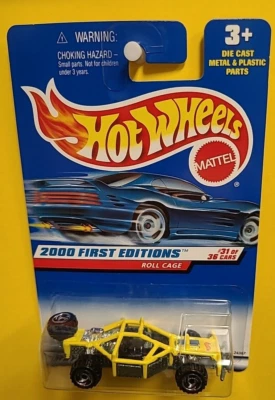 WARNING:
CHOKING HAZARD –
Small parts. Not for children
under 3 years.
3+
DIE CAST
METAL & PLASTIC
PARTS
HOT WHEELS
MATTEL
2000 FIRST EDITIONS™
#31 OF
36 CARS
ROLL CAGE